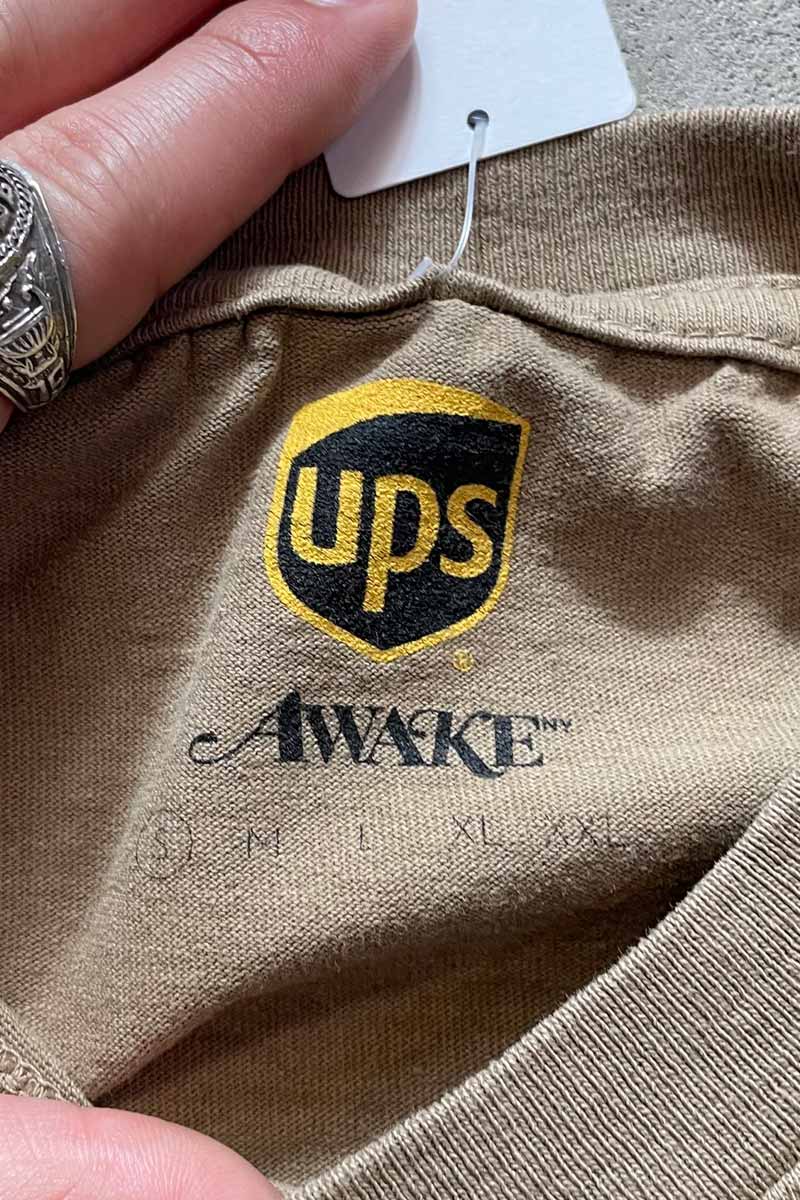 ups
®
AWAKE NY
S M L XL XXL